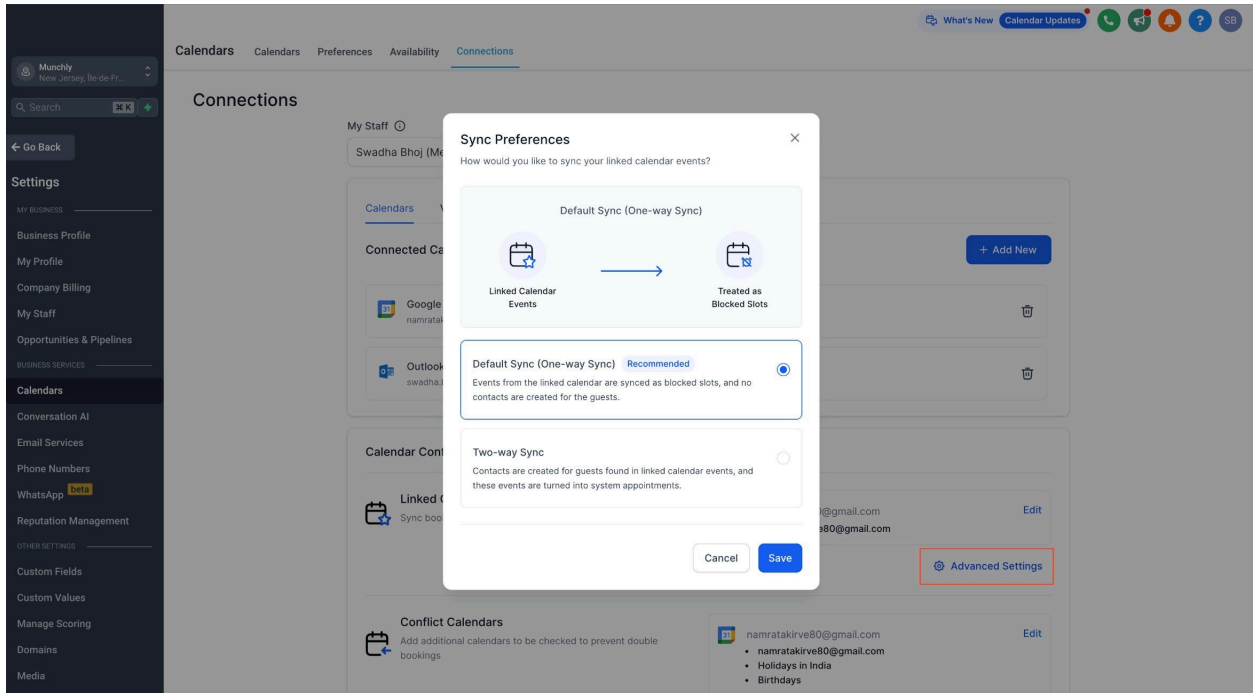 What's New Calendar Updates
SB
Calendars Calendars Preferences Availability Connections
Munchly
New Jersey, Île-de-Fr...
Search ⌘ K
← Go Back
Settings
MY BUSINESS
Business Profile
My Profile
Company Billing
My Staff
Opportunities & Pipelines
BUSINESS SERVICES
Calendars
Conversation AI
Email Services
Phone Numbers
WhatsApp beta
Reputation Management
OTHER SETTINGS
Custom Fields
Custom Values
Manage Scoring
Domains
Media
Connections
My Staff
Swadha Bhoj (Me
Calendars
Connected Ca
+ Add New
31
Google
namratak
Outlook
swadha.
Calendar Conf
Linked
Sync boo
@gmail.com
e80@gmail.com
Edit
Advanced Settings
Conflict Calendars
Add additional calendars to be checked to prevent double
bookings
31
namratakirve80@gmail.com
Edit
• namratakirve80@gmail.com
• Holidays in India
• Birthdays
Sync Preferences
How would you like to sync your linked calendar events?
Default Sync (One-way Sync)
Linked Calendar
Events
Treated as
Blocked Slots
Default Sync (One-way Sync) Recommended
Events from the linked calendar are synced as blocked slots, and no
contacts are created for the guests.
Two-way Sync
Contacts are created for guests found in linked calendar events, and
these events are turned into system appointments.
Cancel
Save